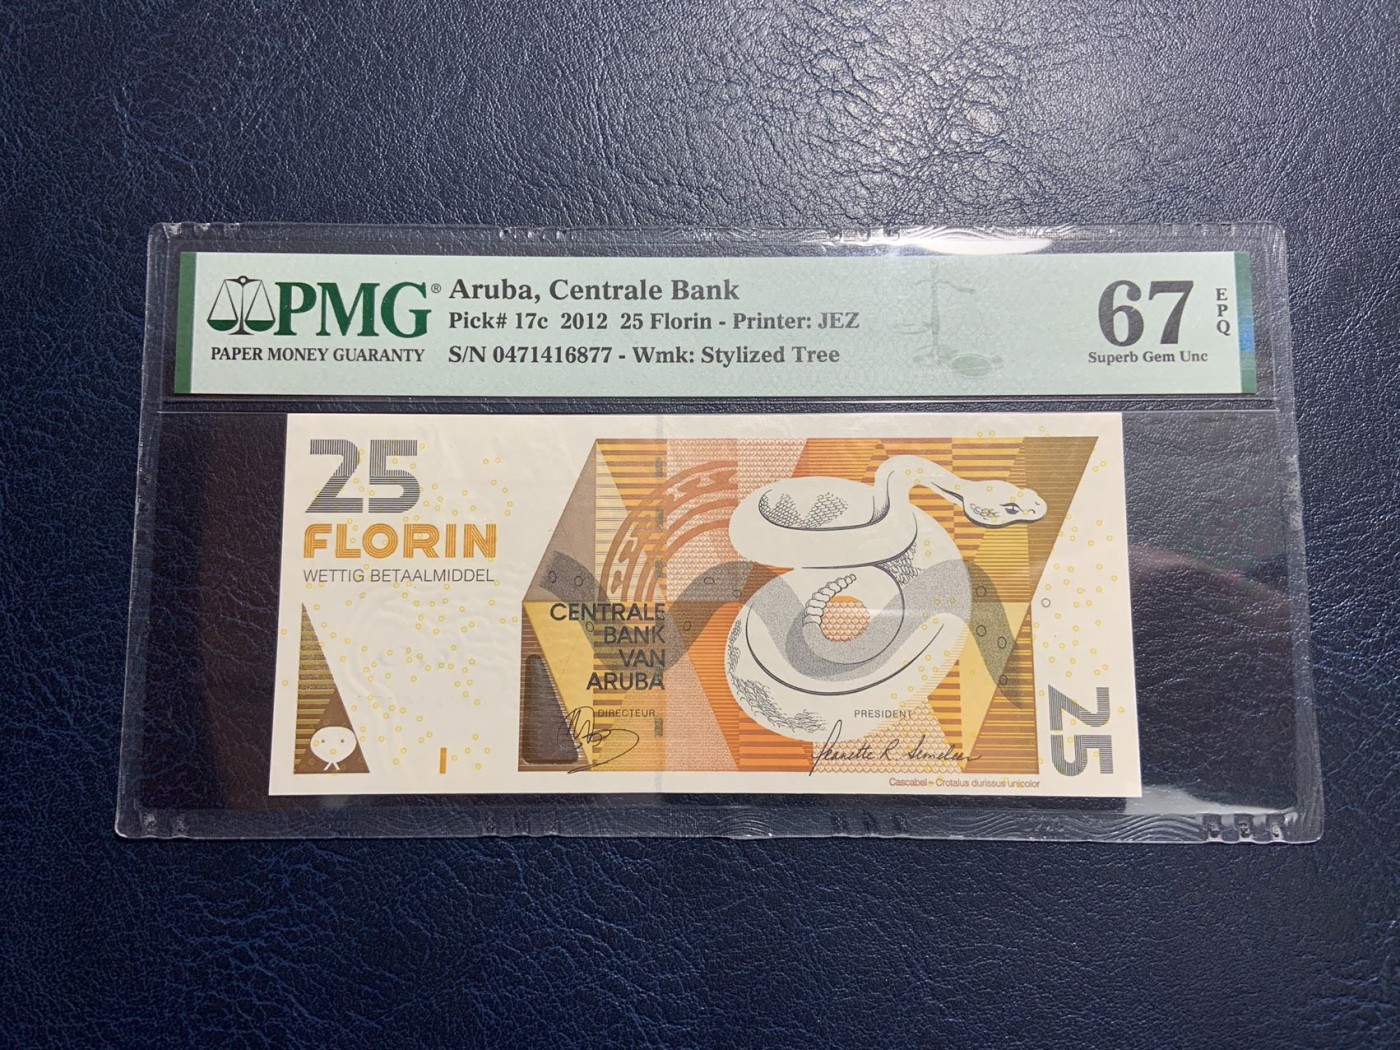 PMG®
PAPER MONEY GUARANTY
Aruba, Centrale Bank
Pick# 17c 2012 25 Florin - Printer: JEZ
S/N 0471416877 - Wmk: Stylized Tree
67
EPQ
Superb Gem Unc
25
FLORIN
WETTIG BETAALMIDDEL
CENTRALE
BANK
VAN
ARUBA
DIRECTEUR
PRESIDENT
Jeanette R. Semeleer
Cascabel - Crotalus durissus unicolor
25